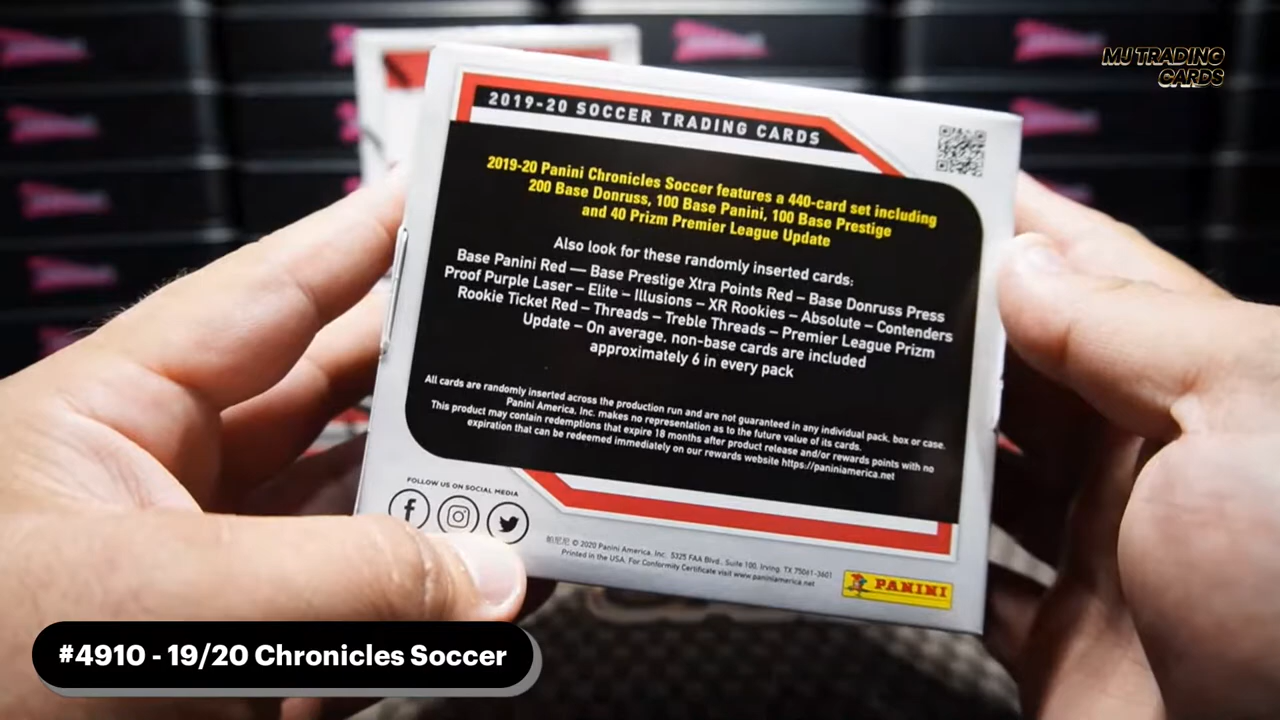 MJ TRADING
CARDS
2019-20 SOCCER TRADING CARDS
2019-20 Panini Chronicles Soccer features a 440-card set including
200 Base Donruss, 100 Base Panini, 100 Base Prestige
and 40 Prizm Premier League Update
Also look for these randomly inserted cards:
Base Panini Red — Base Prestige Xtra Points Red – Base Donruss Press
Proof Purple Laser – Elite – Illusions – XR Rookies – Absolute – Contenders
Rookie Ticket Red – Threads – Treble Threads – Premier League Prizm
Update – On average, non-base cards are included
approximately 6 in every pack
All cards are randomly inserted across the production run and are not guaranteed in any individual pack, box or case.
Panini America, Inc. makes no representation as to the future value of its cards.
This product may contain redemptions that expire 18 months after product release and/or rewards points with no
expiration that can be redeemed immediately on our rewards website https://paniniamerica.net
FOLLOW US ON SOCIAL MEDIA
帕尼尼 © 2020 Panini America, Inc. 5325 FAA Blvd., Suite 100, Irving, TX 75061-3601
Printed in the USA. For Conformity Certificate visit www.paniniamerica.net
PANINI
#4910 - 19/20 Chronicles Soccer